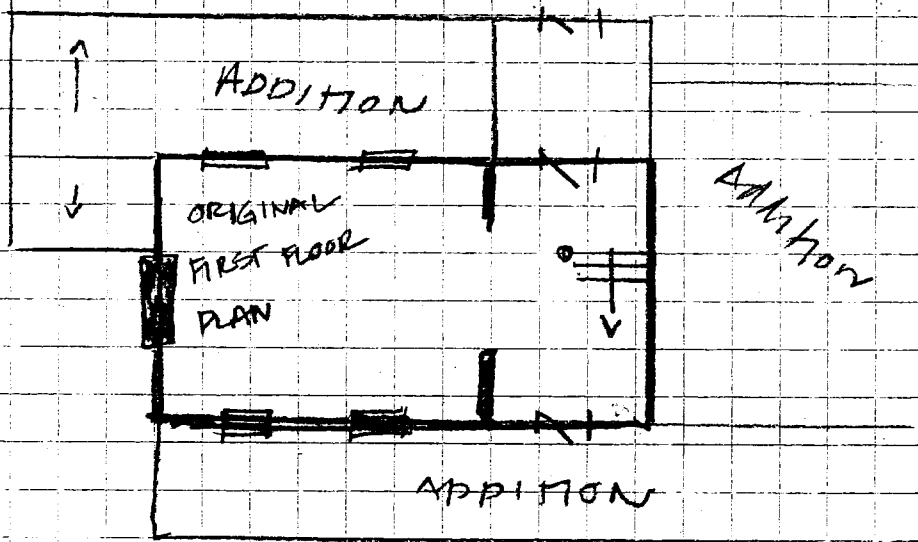 ADDITION
ORIGINAL
FIRST FLOOR
PLAN
Addition
ADDITION